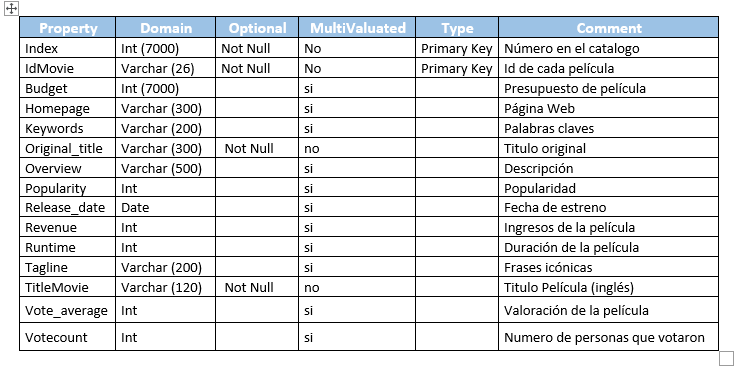 Property Domain Optional MultiValuated Type Comment
Index Int (7000) Not Null No Primary Key Número en el catalogo
IdMovie Varchar (26) Not Null No Primary Key Id de cada película
Budget Int (7000) si Presupuesto de película
Homepage Varchar (300) si Página Web
Keywords Varchar (200) si Palabras claves
Original_title Varchar (300) Not Null no Titulo original
Overview Varchar (500) si Descripción
Popularity Int si Popularidad
Release_date Date si Fecha de estreno
Revenue Int si Ingresos de la película
Runtime Int si Duración de la película
Tagline Varchar (200) si Frases icónicas
TitleMovie Varchar (120) Not Null no Titulo Película (inglés)
Vote_average Int si Valoración de la película
Votecount Int si Numero de personas que votaron